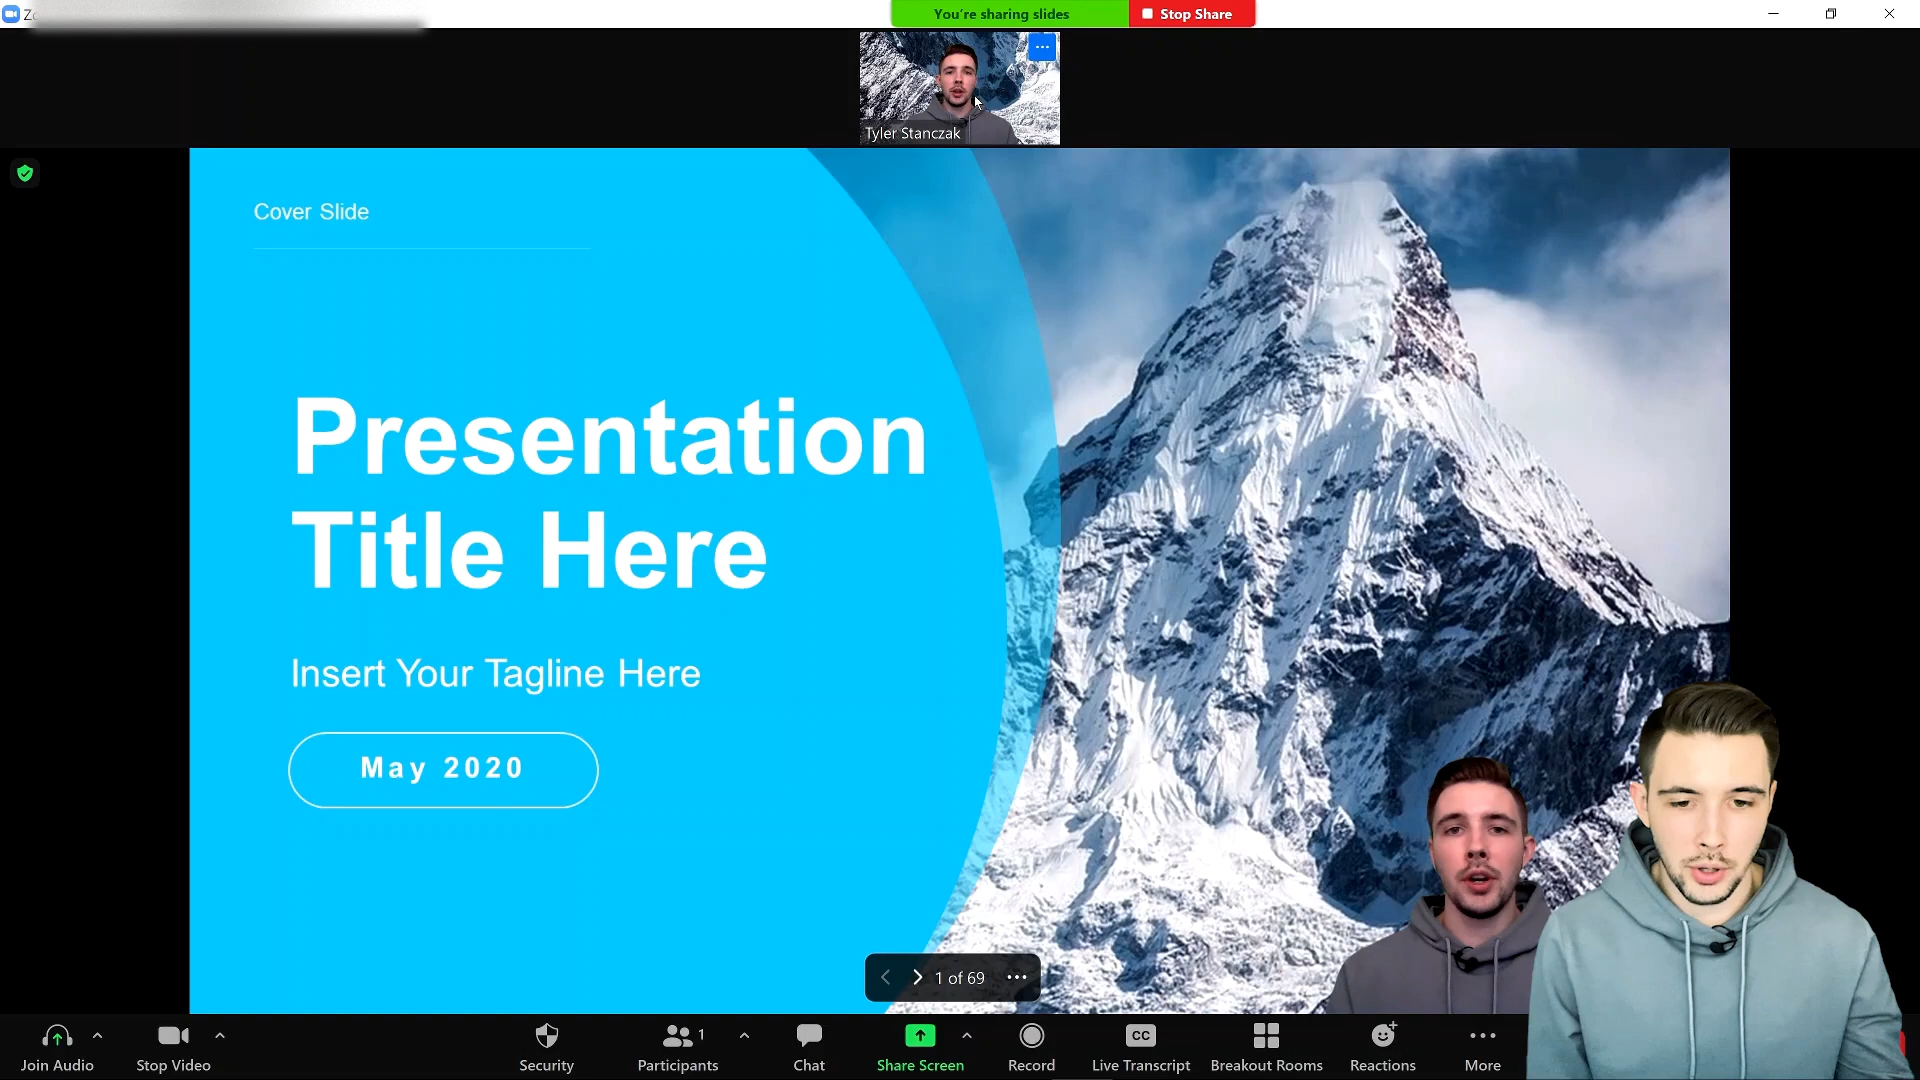 You're sharing slides
Stop Share
Tyler Stanczak
Cover Slide
Presentation
Title Here
Insert Your Tagline Here
May 2020
1 of 69
Join Audio
Stop Video
Security
1
Participants
Chat
Share Screen
Record
CC
Live Transcript
Breakout Rooms
Reactions
More